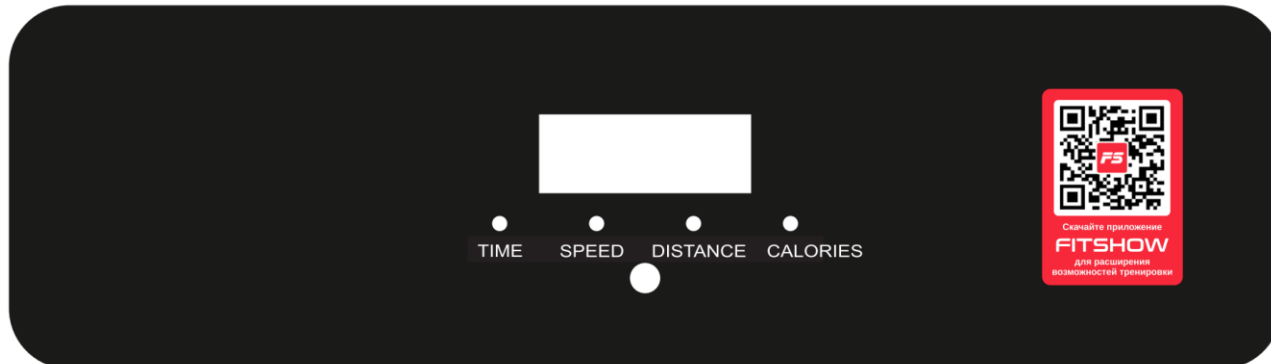 TIME SPEED DISTANCE CALORIES
FS
Скачайте приложение
FITSHOW
для расширения
возможностей тренировки